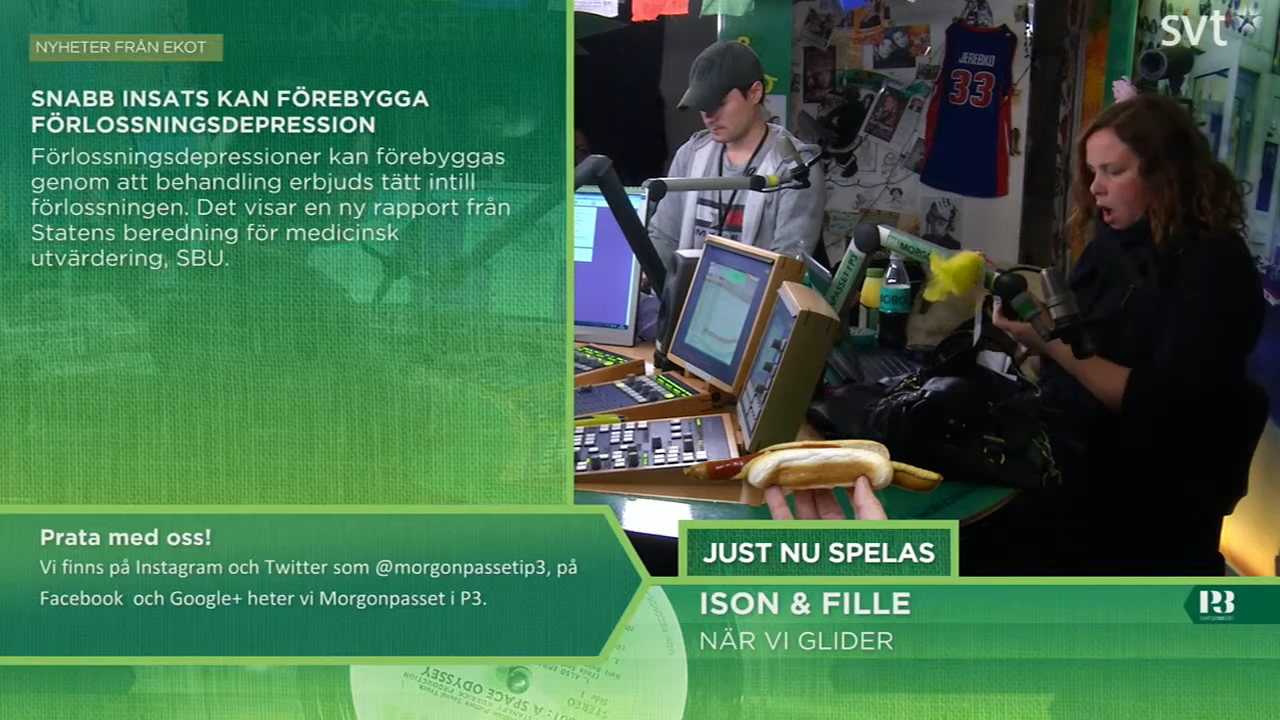 NYHETER FRÅN EKOT
SNABB INSATS KAN FÖREBYGGA
FÖRLOSSNINGSDEPRESSION
Förlossningsdepressioner kan förebyggas
genom att behandling erbjuds tätt intill
förlossningen. Det visar en ny rapport från
Statens beredning för medicinsk
utvärdering, SBU.
svt
JEREBKO
33
Prata med oss!
Vi finns på Instagram och Twitter som @morgonpassetip3, på
Facebook och Google+ heter vi Morgonpasset i P3.
JUST NU SPELAS
ISON & FILLE
NÄR VI GLIDER
P3
A SPACE ODYSSEY
STEREO